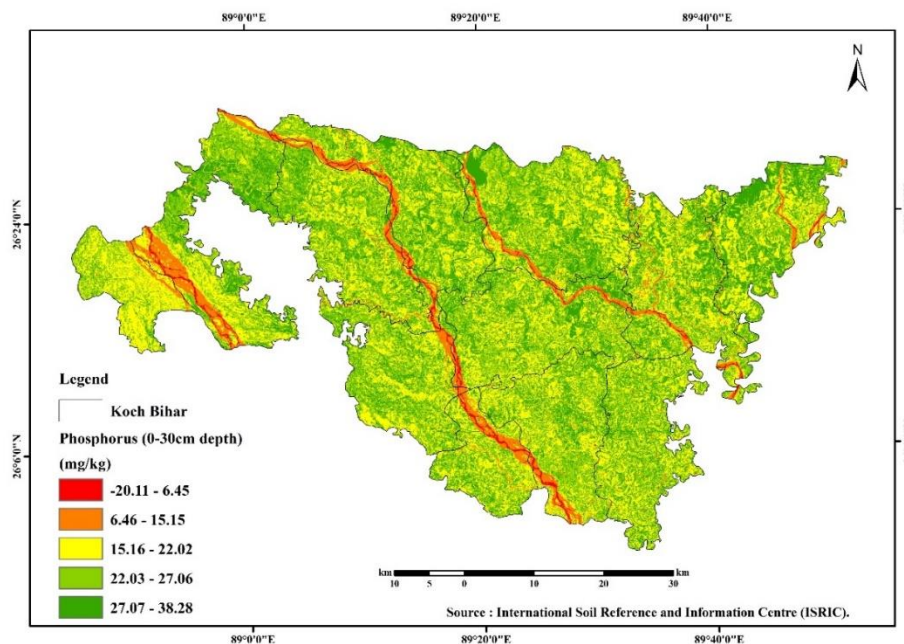 89°0'0"E 89°20'0"E 89°40'0"E
N
26°24'0"N
26°6'0"N
Legend
Koch Bihar
Phosphorus (0-30cm depth)
(mg/kg)
-20.11 - 6.45
6.46 - 15.15
15.16 - 22.02
22.03 - 27.06
27.07 - 38.28
km km
10 5 0 10 20 30
Source : International Soil Reference and Information Centre (ISRIC).
89°0'0"E 89°20'0"E 89°40'0"E